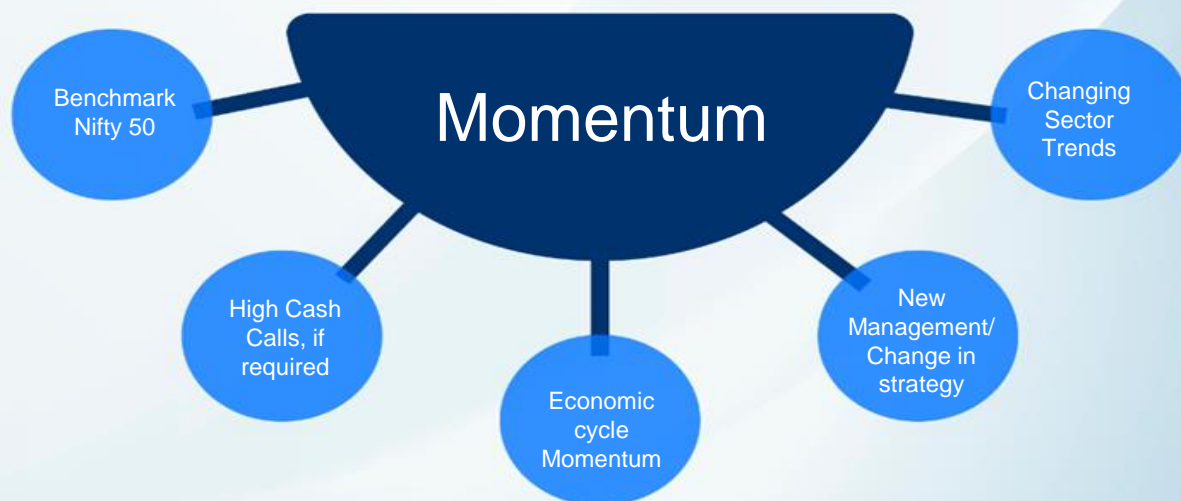 Momentum
Benchmark
Nifty 50
High Cash
Calls, if
required
Economic
cycle
Momentum
New
Management/
Change in
strategy
Changing
Sector
Trends